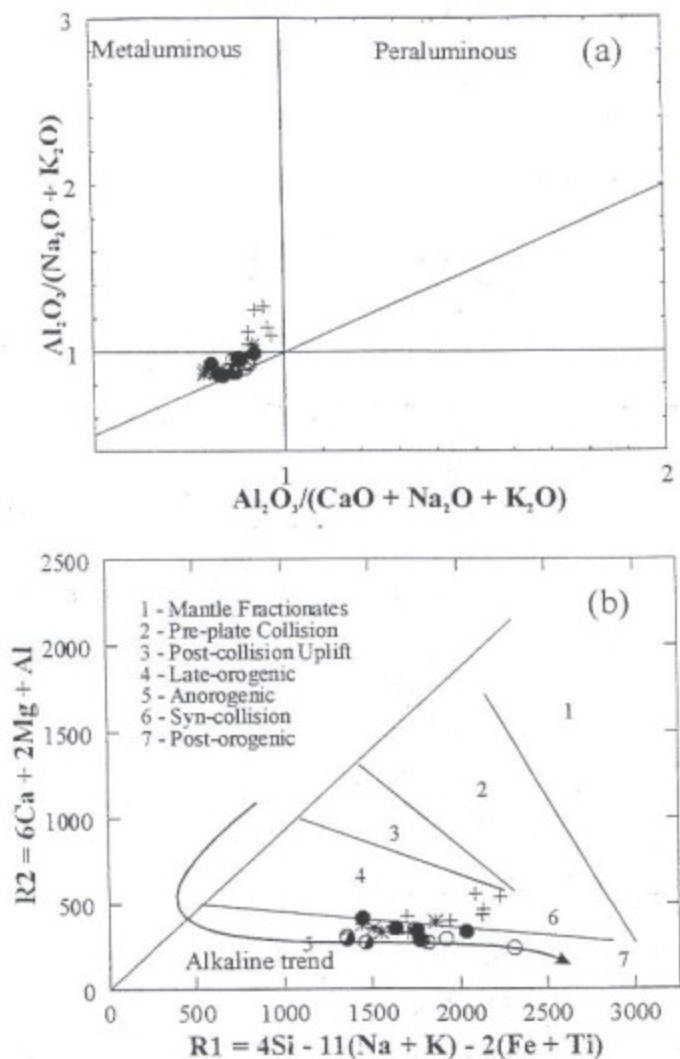 3
Metaluminous Peraluminous (a)
2
1
Al₂O₃/(Na₂O + K₂O)
1 2
Al₂O₃/(CaO + Na₂O + K₂O)
2500
(b)
1 - Mantle Fractionates
2 - Pre-plate Collision
3 - Post-collision Uplift
4 - Late-orogenic
5 - Anorogenic
6 - Syn-collision
7 - Post-orogenic
2000
1500
1000
500
0
R2 = 6Ca + 2Mg + Al
1
2
3
4
6
5
7
Alkaline trend
0 500 1000 1500 2000 2500 3000
R1 = 4Si - 11(Na + K) - 2(Fe + Ti)